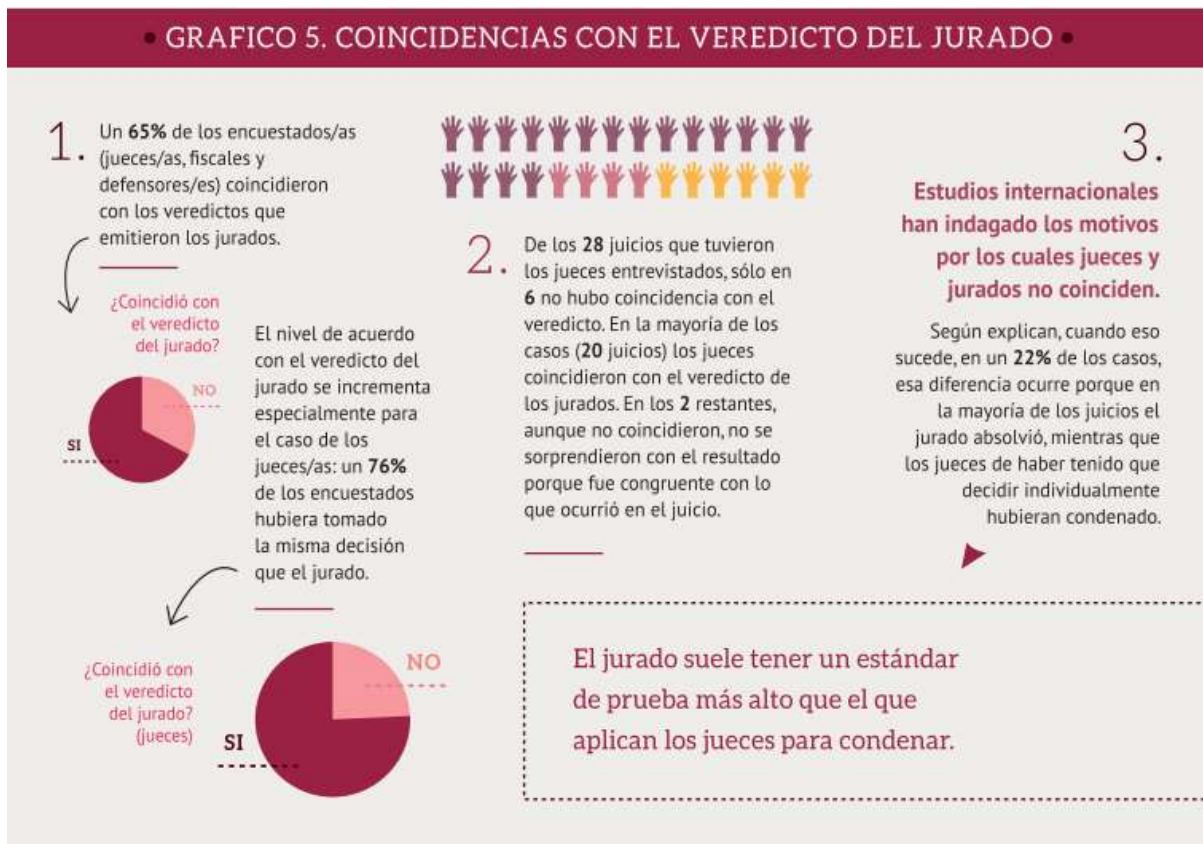 • GRAFICO 5. COINCIDENCIAS CON EL VEREDICTO DEL JURADO •
1.
Un 65% de los encuestados/as
(jueces/as, fiscales y
defensores/es) coincidieron
con los veredictos que
emitieron los jurados.
¿Coincidió con
el veredicto
del jurado?
NO
SI
El nivel de acuerdo
con el veredicto del
jurado se incrementa
especialmente para
el caso de los
jueces/as: un 76%
de los encuestados
hubiera tomado
la misma decisión
que el jurado.
¿Coincidió con
el veredicto
del jurado?
(jueces)
NO
SI
2.
De los 28 juicios que tuvieron
los jueces entrevistados, sólo en
6 no hubo coincidencia con el
veredicto. En la mayoría de los
casos (20 juicios) los jueces
coincidieron con el veredicto de
los jurados. En los 2 restantes,
aunque no coincidieron, no se
sorprendieron con el resultado
porque fue congruente con lo
que ocurrió en el juicio.
3.
Estudios internacionales
han indagado los motivos
por los cuales jueces y
jurados no coinciden.
Según explican, cuando eso
sucede, en un 22% de los casos,
esa diferencia ocurre porque en
la mayoría de los juicios el
jurado absolvió, mientras que
los jueces de haber tenido que
decidir individualmente
hubieran condenado.
El jurado suele tener un estándar
de prueba más alto que el que
aplican los jueces para condenar.